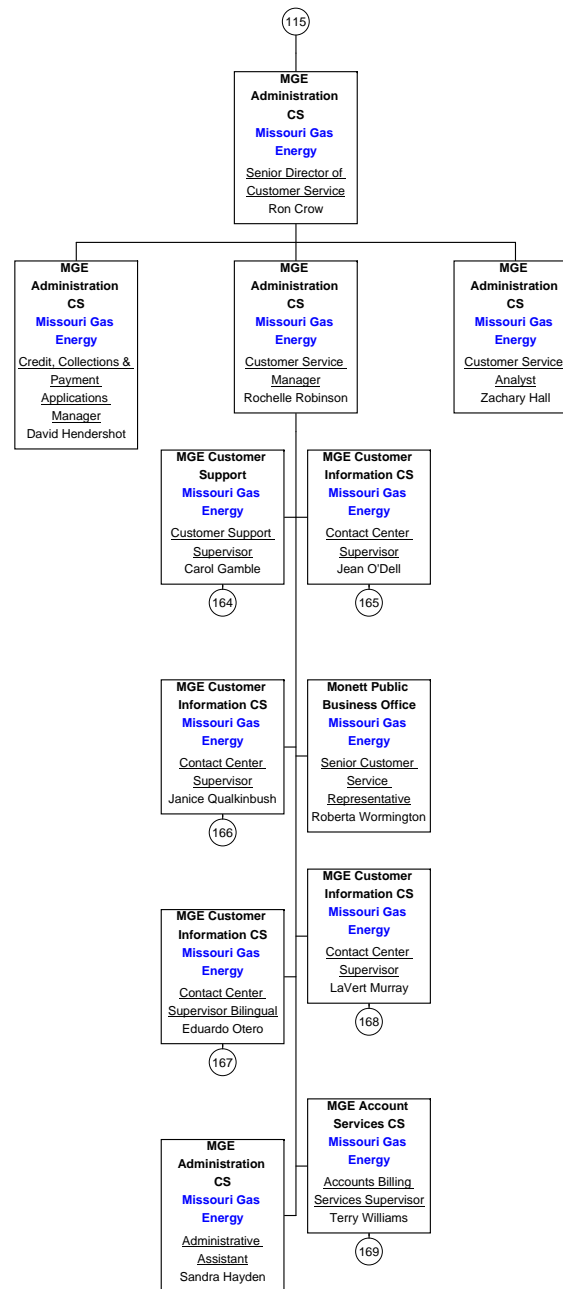 115
MGE
Administration
CS
Missouri Gas
Energy
Senior Director of
Customer Service
Ron Crow
MGE
Administration
CS
Missouri Gas
Energy
Credit, Collections &
Payment
Applications
Manager
David Hendershot
MGE
Administration
CS
Missouri Gas
Energy
Customer Service
Manager
Rochelle Robinson
MGE
Administration
CS
Missouri Gas
Energy
Customer Service
Analyst
Zachary Hall
MGE Customer
Support
Missouri Gas
Energy
Customer Support
Supervisor
Carol Gamble
164
MGE Customer
Information CS
Missouri Gas
Energy
Contact Center
Supervisor
Jean O'Dell
165
MGE Customer
Information CS
Missouri Gas
Energy
Contact Center
Supervisor
Janice Qualkinbush
166
Monett Public
Business Office
Missouri Gas
Energy
Senior Customer
Service
Representative
Roberta Wormington
MGE Customer
Information CS
Missouri Gas
Energy
Contact Center
Supervisor Bilingual
Eduardo Otero
167
MGE Customer
Information CS
Missouri Gas
Energy
Contact Center
Supervisor
LaVert Murray
168
MGE
Administration
CS
Missouri Gas
Energy
Administrative
Assistant
Sandra Hayden
MGE Account
Services CS
Missouri Gas
Energy
Accounts Billing
Services Supervisor
Terry Williams
169